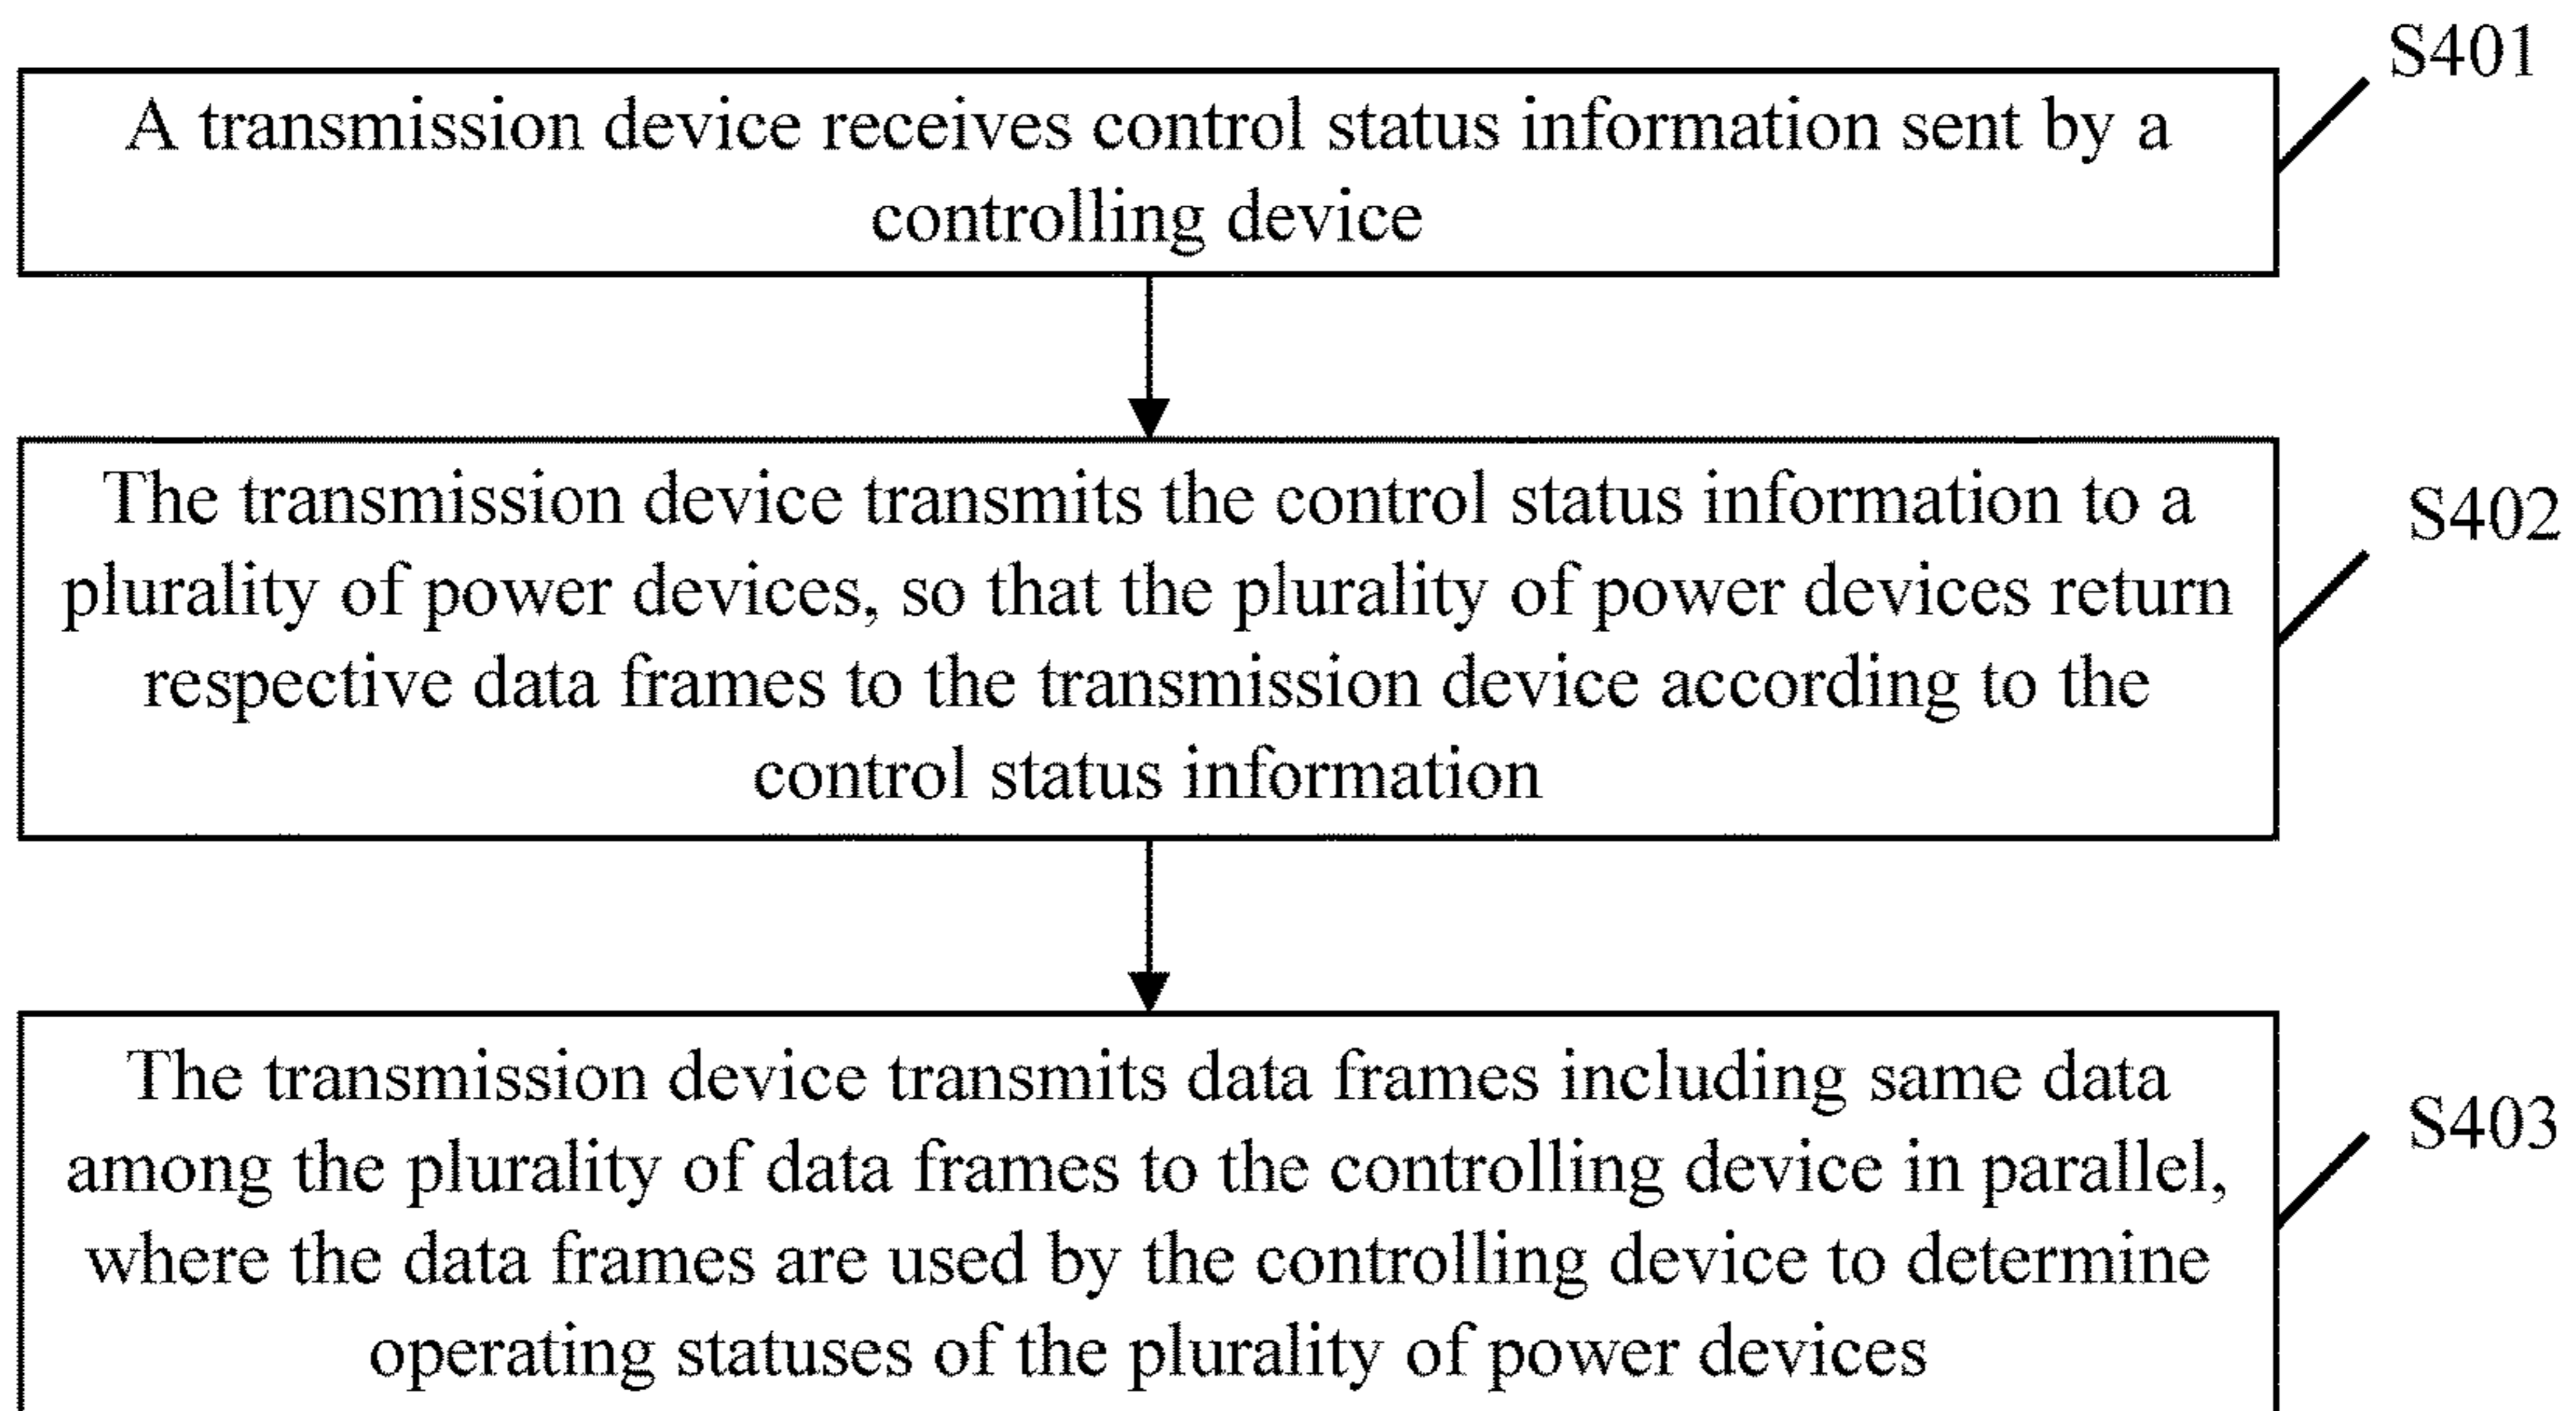 S401
A transmission device receives control status information sent by a
controlling device
S402
The transmission device transmits the control status information to a
plurality of power devices, so that the plurality of power devices return
respective data frames to the transmission device according to the
control status information
S403
The transmission device transmits data frames including same data
among the plurality of data frames to the controlling device in parallel,
where the data frames are used by the controlling device to determine
operating statuses of the plurality of power devices